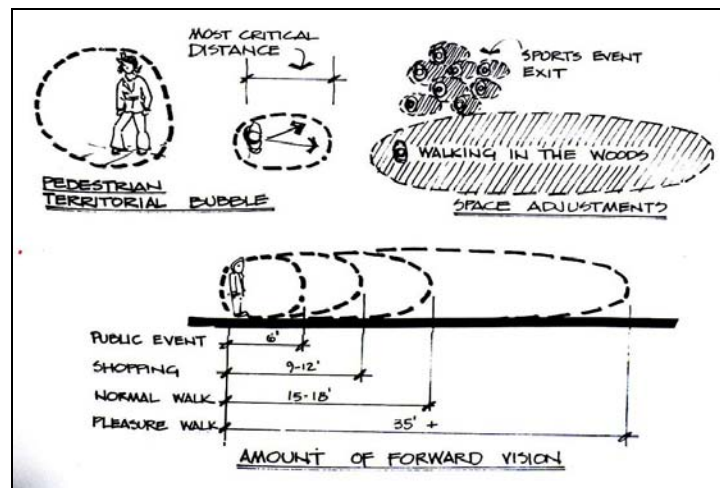 MOST CRITICAL
DISTANCE
SPORTS EVENT
EXIT
WALKING IN THE WOODS
PEDESTRIAN
TERRITORIAL BUBBLE
SPACE ADJUSTMENTS
PUBLIC EVENT 6'
SHOPPING 9-12'
NORMAL WALK 15-18'
PLEASURE WALK 35' +
AMOUNT OF FORWARD VISION